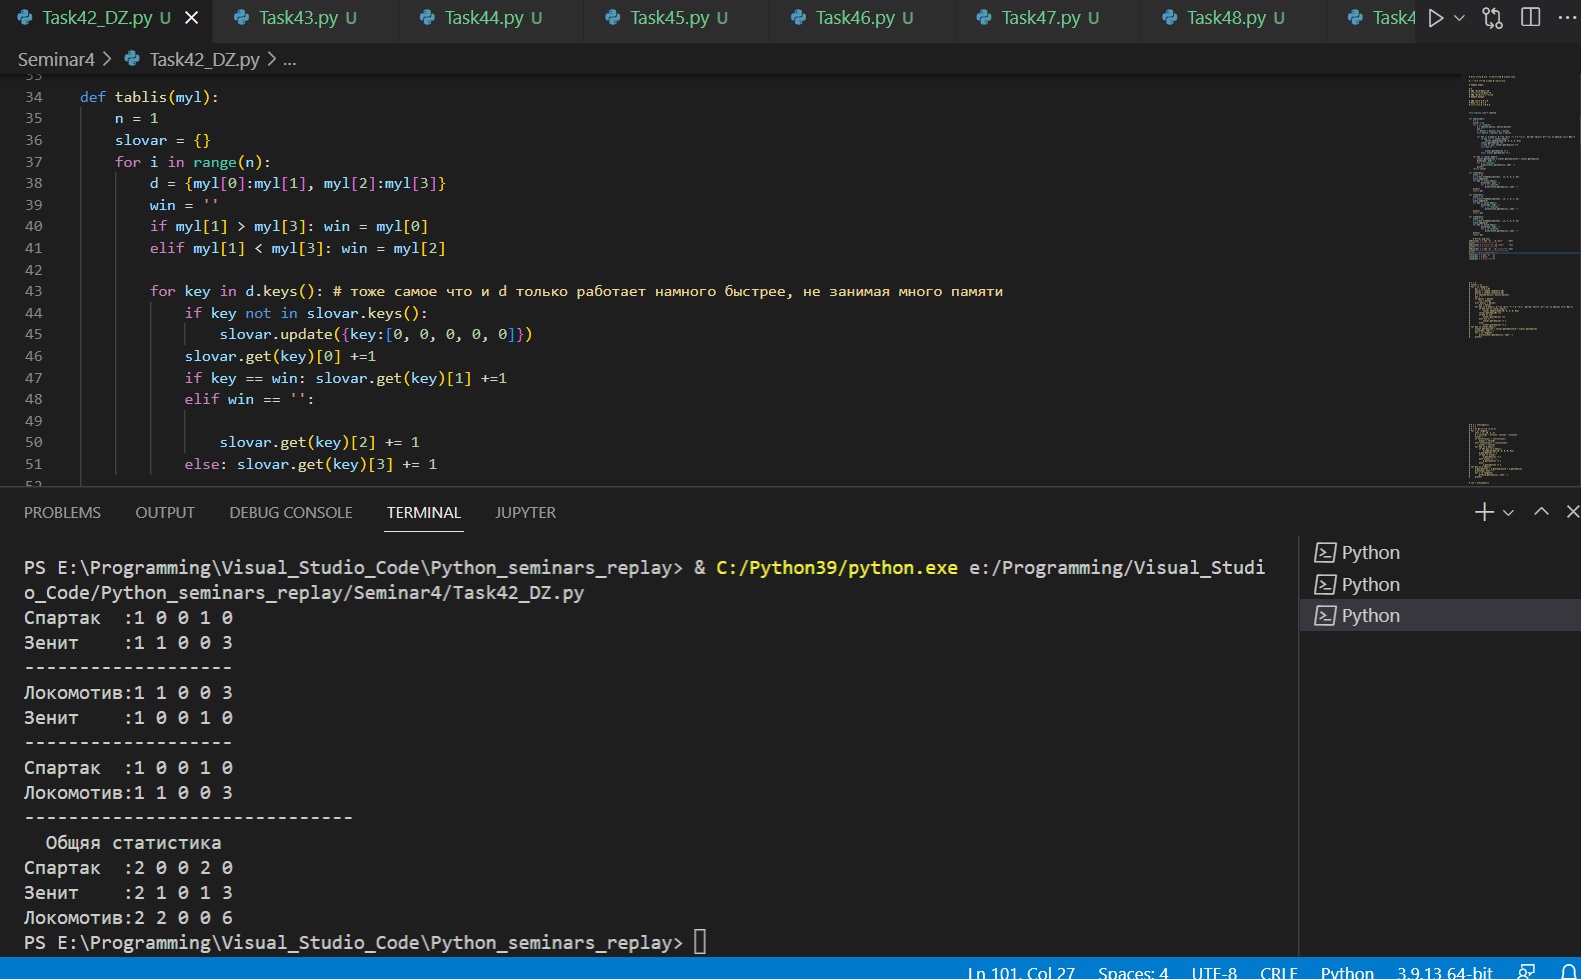 Task42_DZ.py U Task43.py U Task44.py U Task45.py U Task46.py U Task47.py U Task48.py U Task4
Seminar4 > Task42_DZ.py > ...
33
34 def tablis(myl):
35 n = 1
36 slovar = {}
37 for i in range(n):
38 d = {myl[0]:myl[1], myl[2]:myl[3]}
39 win = ''
40 if myl[1] > myl[3]: win = myl[0]
41 elif myl[1] < myl[3]: win = myl[2]
42
43 for key in d.keys(): # тоже самое что и d только работает намного быстрее, не занимая много памяти
44 if key not in slovar.keys():
45 slovar.update({key:[0, 0, 0, 0, 0]})
46 slovar.get(key)[0] +=1
47 if key == win: slovar.get(key)[1] +=1
48 elif win == '':
49
50 slovar.get(key)[2] += 1
51 else: slovar.get(key)[3] += 1
52
PROBLEMS OUTPUT DEBUG CONSOLE TERMINAL JUPYTER
PS E:\Programming\Visual_Studio_Code\Python_seminars_replay> & C:/Python39/python.exe e:/Programming/Visual_Studi
o_Code/Python_seminars_replay/Seminar4/Task42_DZ.py
Спартак :1 0 0 1 0
Зенит :1 1 0 0 3
-------------------
Локомотив:1 1 0 0 3
Зенит :1 0 0 1 0
-------------------
Спартак :1 0 0 1 0
Локомотив:1 1 0 0 3
------------------------------
Общяя статистика
Спартак :2 0 0 2 0
Зенит :2 1 0 1 3
Локомотив:2 2 0 0 6
PS E:\Programming\Visual_Studio_Code\Python_seminars_replay>
Python
Python
Python
Ln 101, Col 27 Spaces: 4 UTF-8 CRLF Python 3.9.13 64-bit